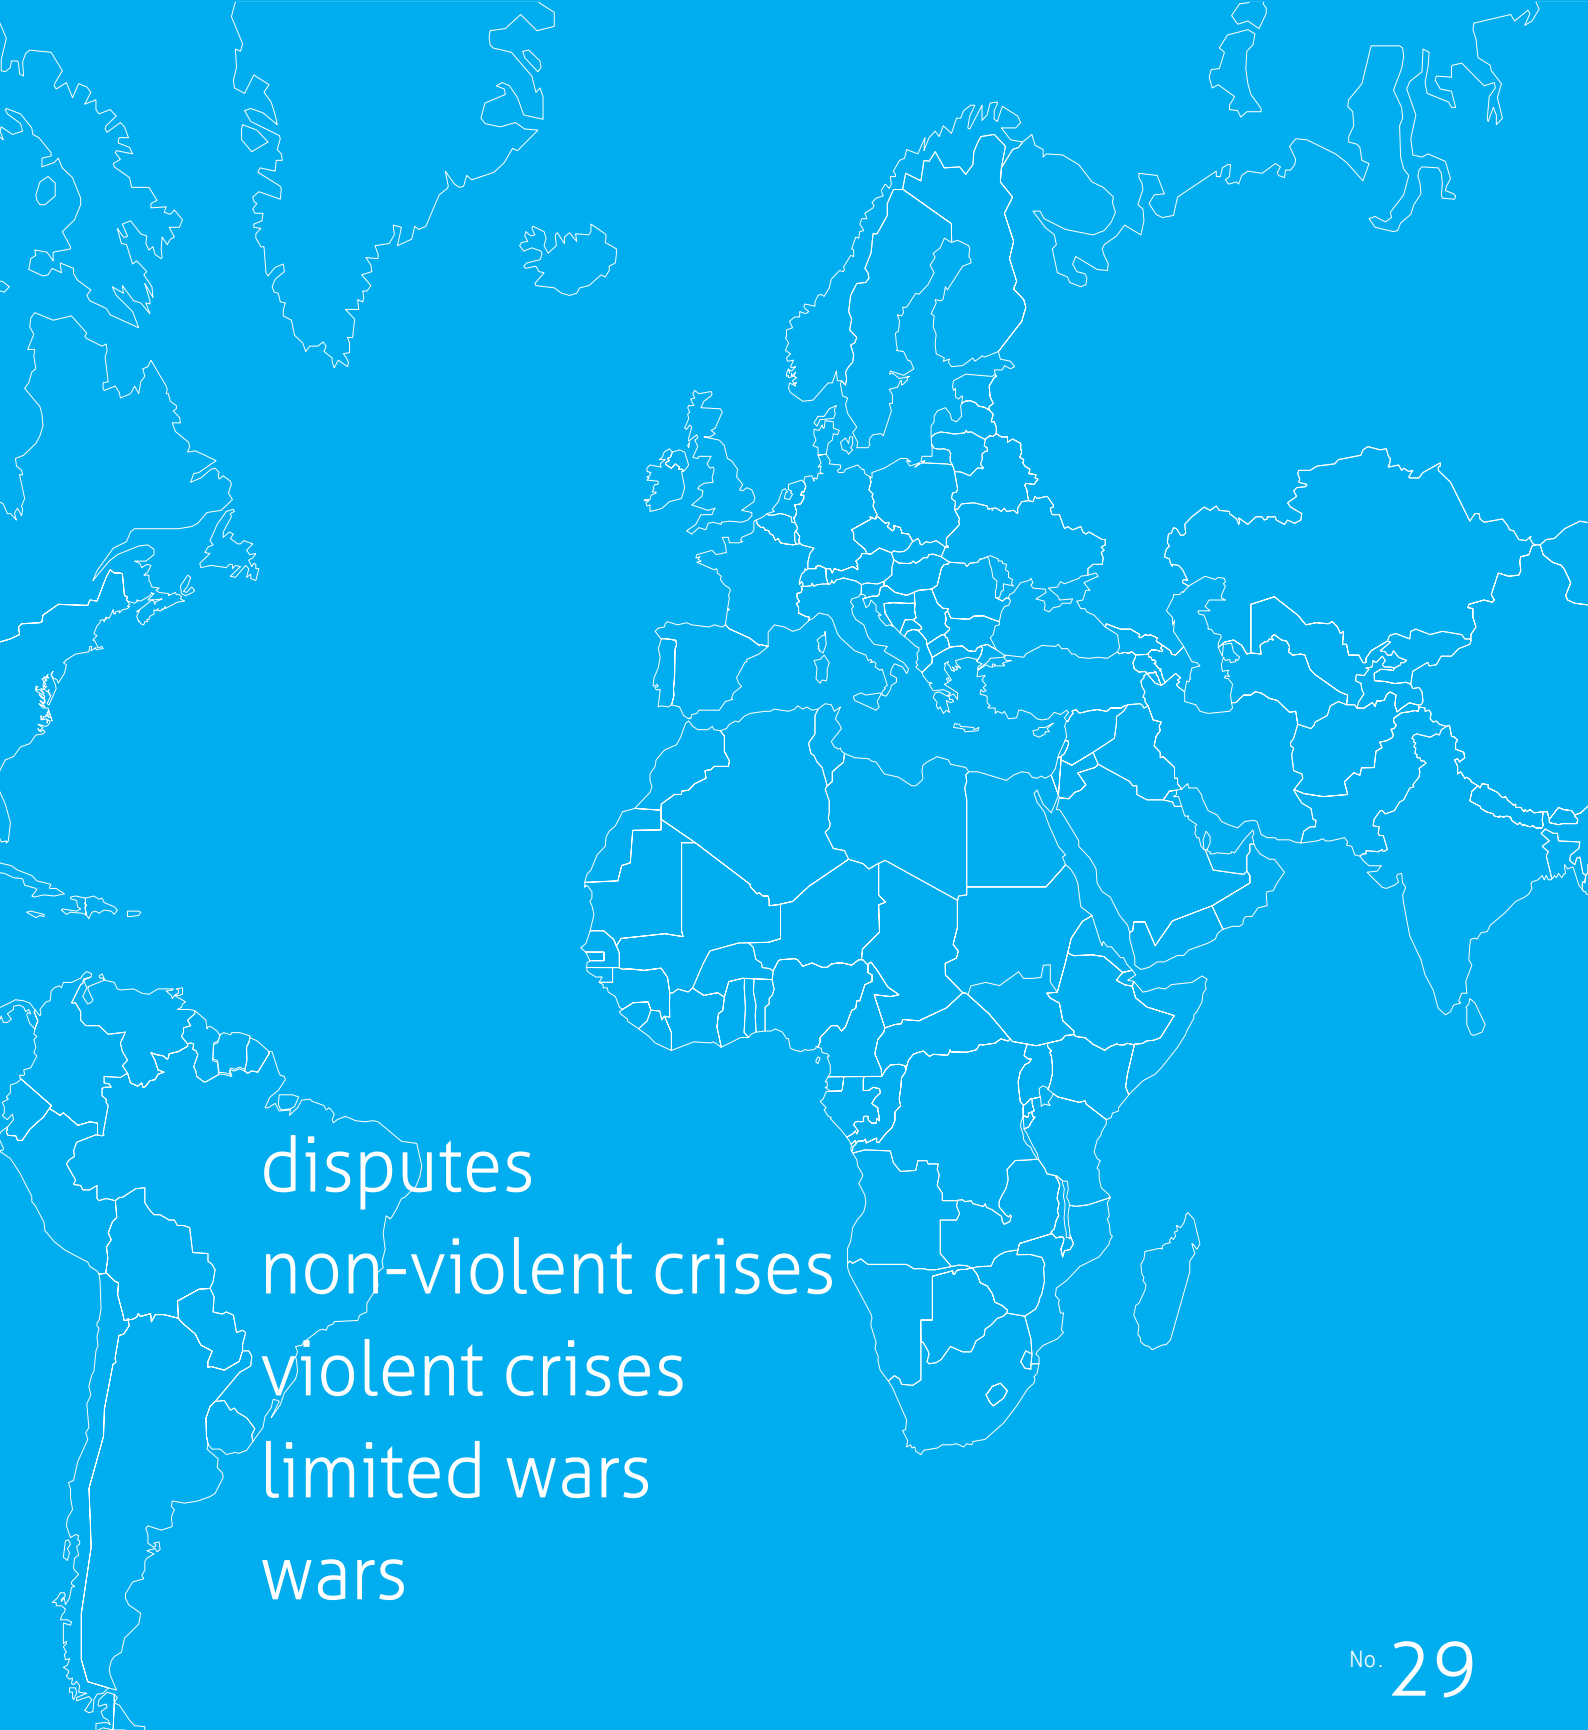 disputes
non-violent crises
violent crises
limited wars
wars
No. 29